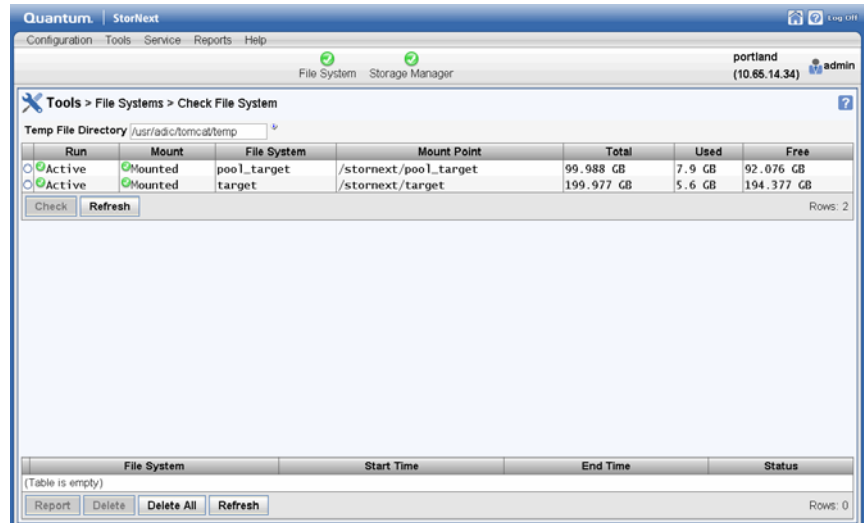 Quantum. StorNext Log Off
Configuration Tools Service Reports Help
File System Storage Manager
portland
(10.65.14.34)
admin
Tools > File Systems > Check File System
Temp File Directory /usr/adic/tomcat/temp
Run Mount File System Mount Point Total Used Free
Active Mounted pool_target /stornext/pool_target 99.988 GB 7.9 GB 92.076 GB
Active Mounted target /stornext/target 199.977 GB 5.6 GB 194.377 GB
Check Refresh Rows: 2
File System Start Time End Time Status
(Table is empty)
Report Delete Delete All Refresh Rows: 0